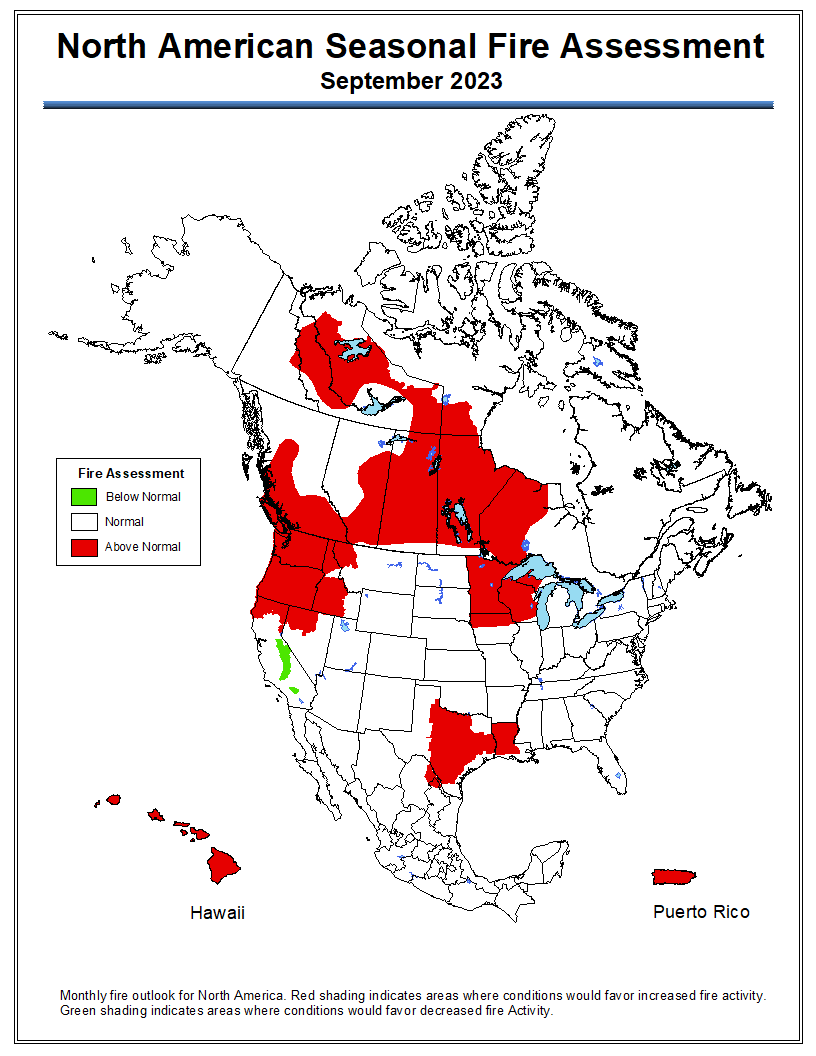 North American Seasonal Fire Assessment
September 2023
Fire Assessment
Below Normal
Normal
Above Normal
Hawaii
Puerto Rico
Monthly fire outlook for North America. Red shading indicates areas where conditions would favor increased fire activity.
Green shading indicates areas where conditions would favor decreased fire Activity.